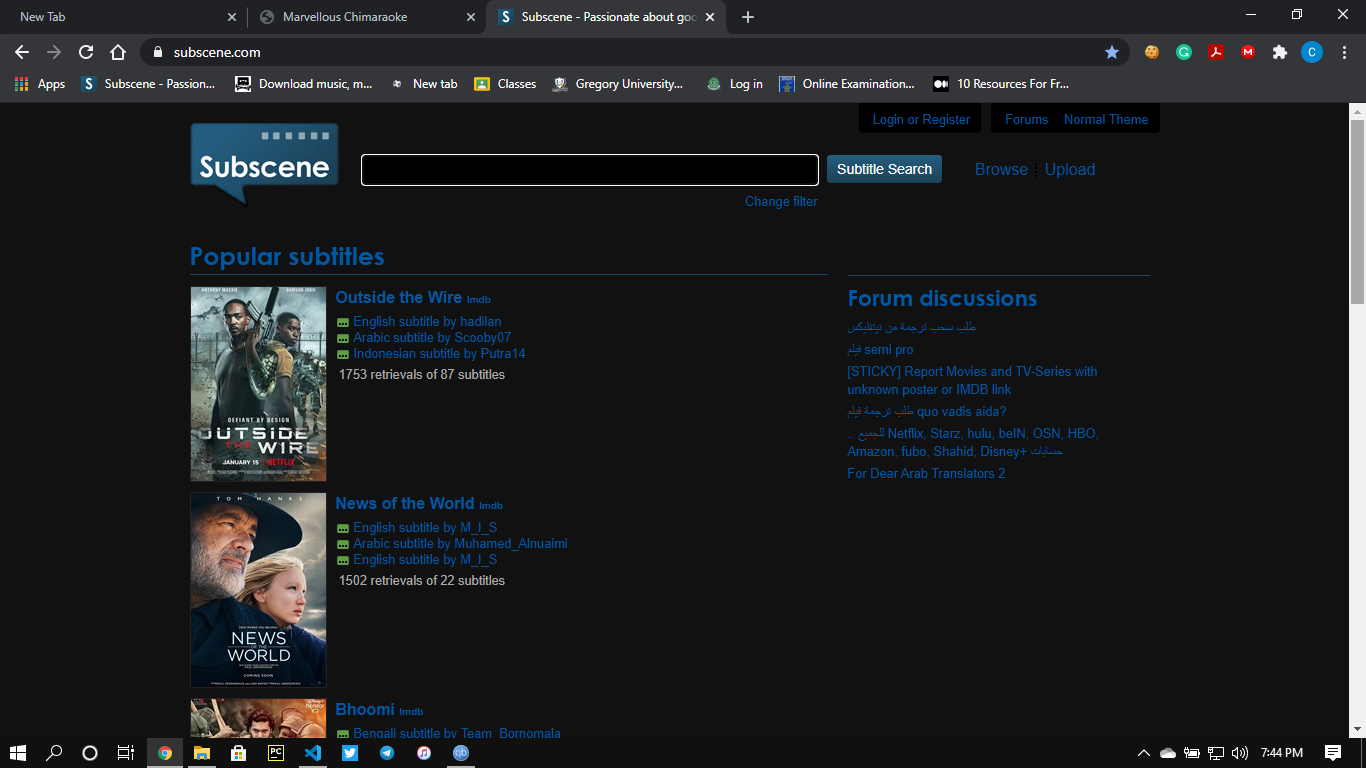 New Tab
Marvellous Chimaraoke
Subscene - Passionate about goo
subscene.com
Apps
Subscene - Passion...
Download music, m...
New tab
Classes
Gregory University...
Log in
Online Examination...
10 Resources For Fr...
Login or Register
Forums
Normal Theme
Subscene
Subtitle Search
Browse
Upload
Change filter
Popular subtitles
ANTHONY MACKIE DAMSON IDRIS
DEFIANT BY DESIGN
OUTSIDE
THE WIRE
JANUARY 15 NETFLIX
Outside the Wire Imdb
English subtitle by hadilan
Arabic subtitle by Scooby07
Indonesian subtitle by Putra14
1753 retrievals of 87 subtitles
TOM HANKS
NEWS
OF THE
WORLD
COMING SOON
News of the World Imdb
English subtitle by M_I_S
Arabic subtitle by Muhamed_Alnuaimi
English subtitle by M_I_S
1502 retrievals of 22 subtitles
Bhoomi Imdb
Bengali subtitle by Team_Bornomala
Forum discussions
طلب سحب ترجمة من نيتفليكس
فيلم semi pro
[STICKY] Report Movies and TV-Series with
unknown poster or IMDB link
طلب ترجمة فيلم quo vadis aida?
.. للجميع Netflix, Starz, hulu, beIN, OSN, HBO,
Amazon, fubo, Shahid, Disney+ حسابات
For Dear Arab Translators 2
C
PC
qb
7:44 PM